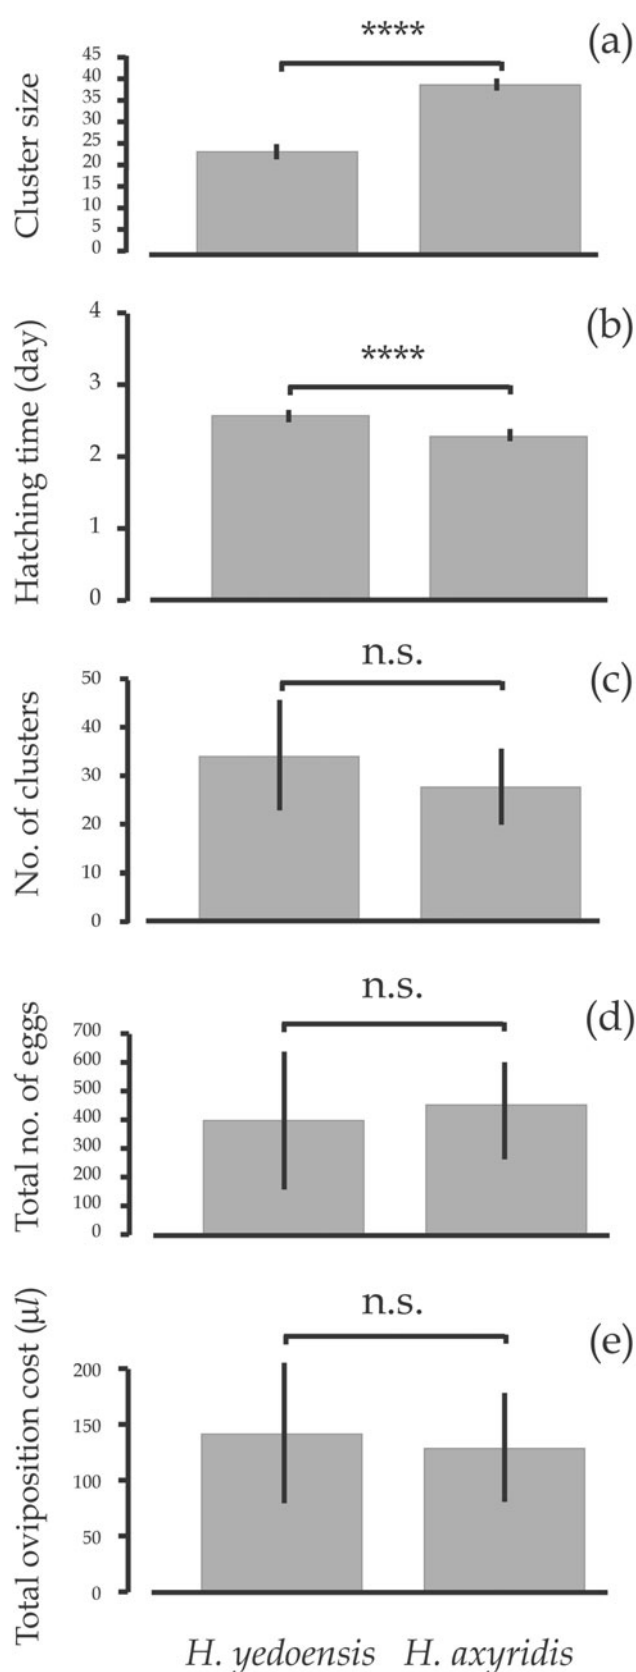 ****
(a)
Cluster size
45
40
35
30
25
20
15
10
5
0
(b)
****
Hatching time (day)
4
3
2
1
0
n.s.
(c)
No. of clusters
50
40
30
20
10
0
n.s.
(d)
Total no. of eggs
700
600
500
400
300
200
100
0
n.s.
(e)
Total oviposition cost (µl)
200
150
100
50
0
H. yedoensis H. axyridis